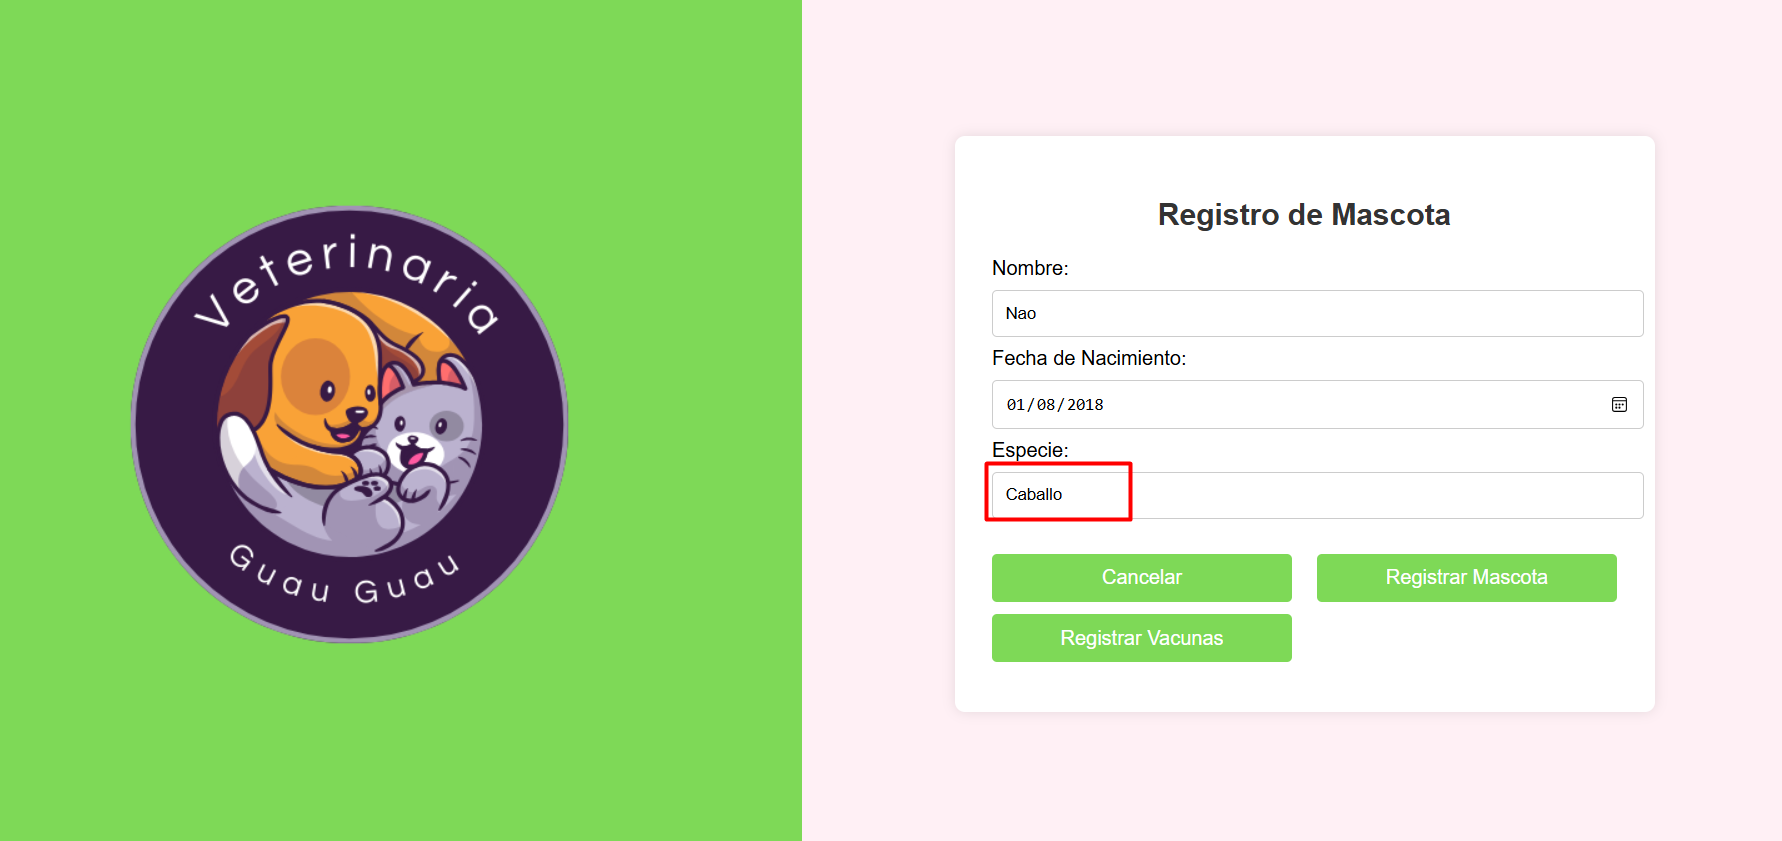 Veterinaria
Guau Guau
Registro de Mascota
Nombre:
Nao
Fecha de Nacimiento:
01/08/2018
Especie:
Caballo
Cancelar
Registrar Mascota
Registrar Vacunas